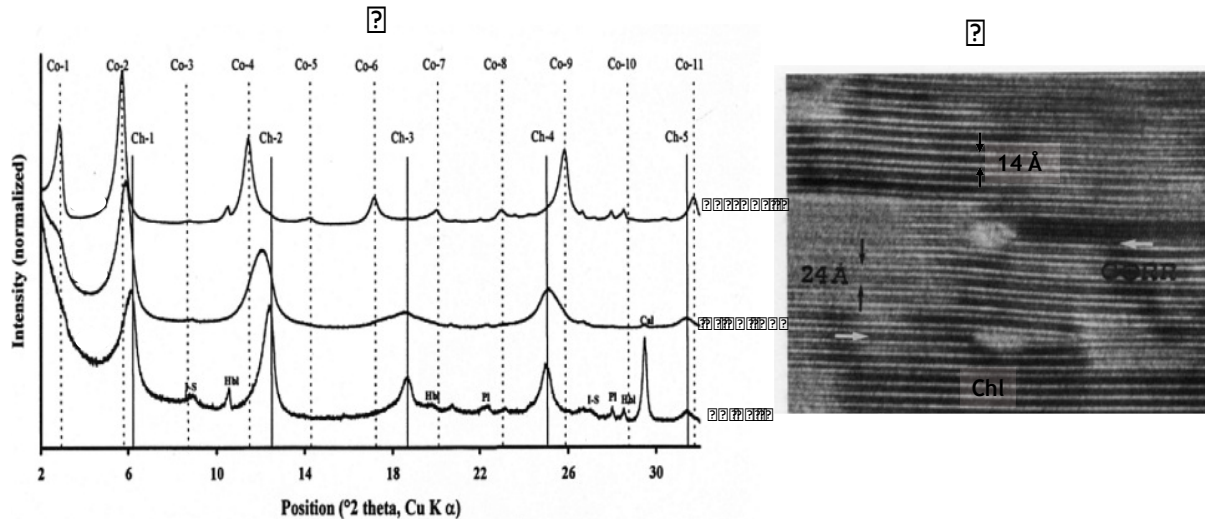 Co-1 Co-2 Co-3 Co-4 Co-5 Co-6 Co-7 Co-8 Co-9 Co-10 Co-11
Ch-1 Ch-2 Ch-3 Ch-4 Ch-5
Intensity (normalized)
I-S Hbl Hbl Pl I-S Pl Hbl Cal
2 6 10 14 18 22 26 30
Position (°2 theta, Cu K α)
14 Å
24 Å
CORR
Chl